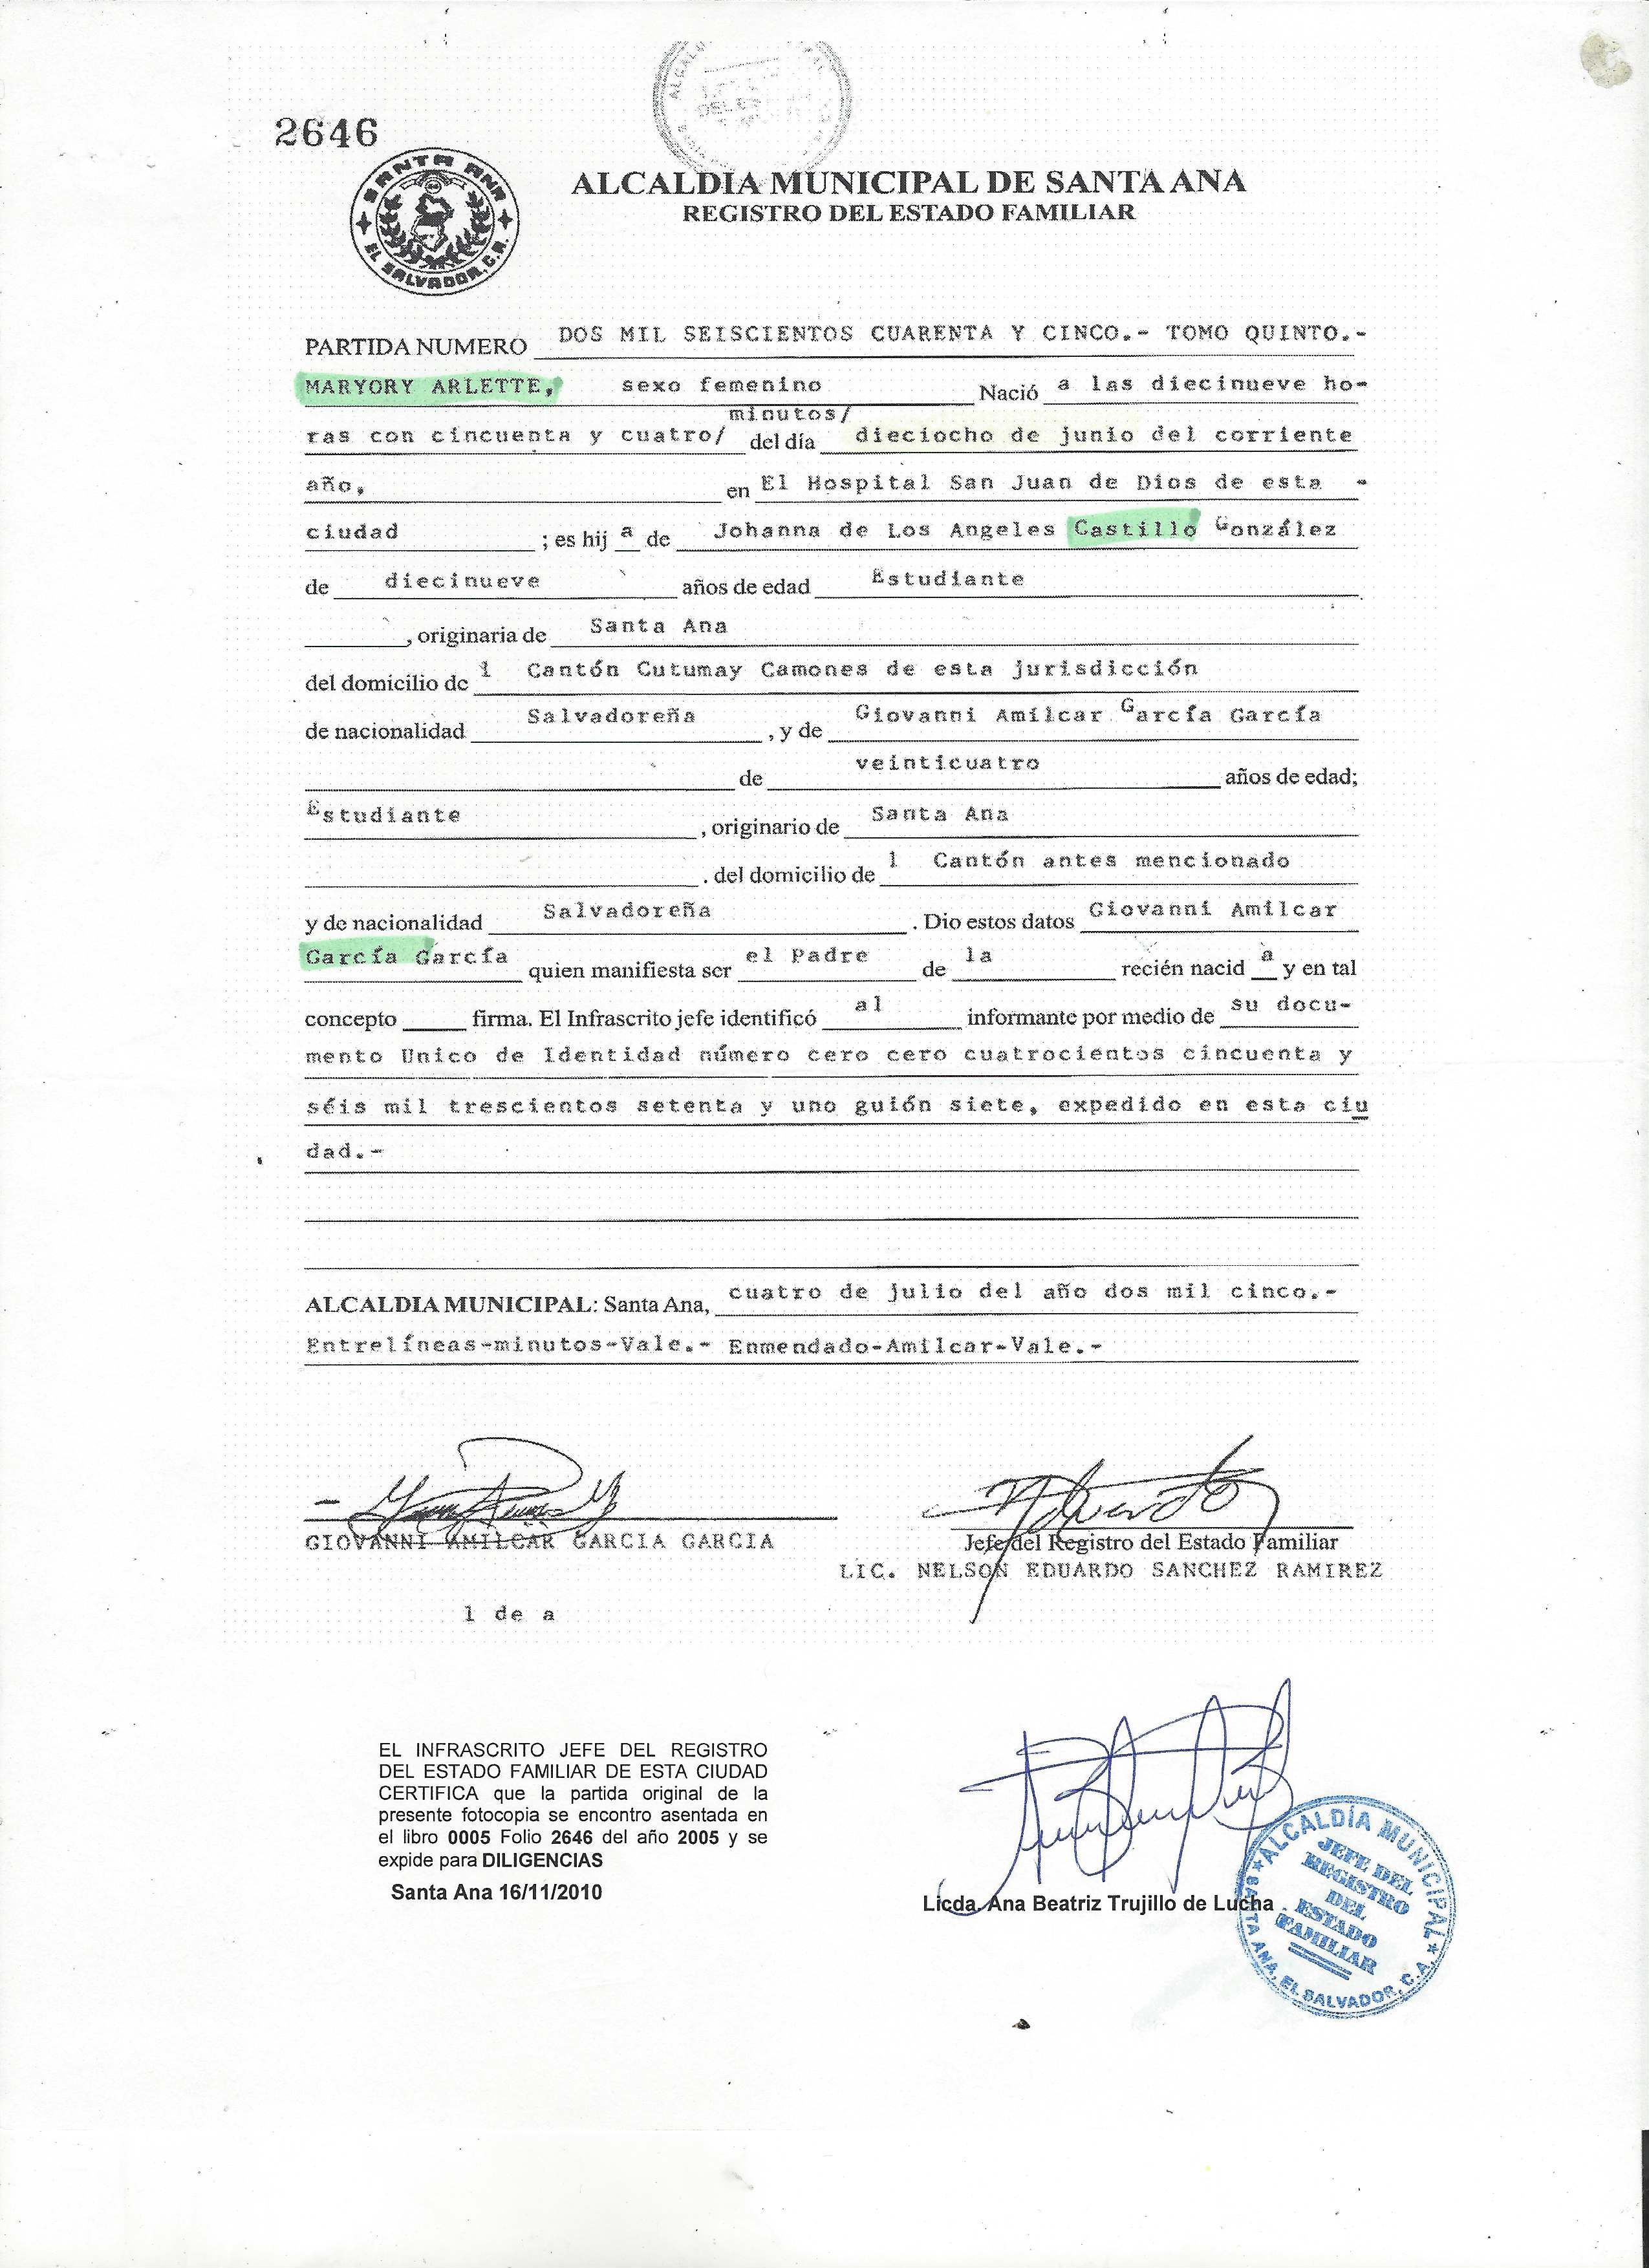 2646
SANTA ANA
EL SALVADOR, C.A.
ALCALDIA MUNICIPAL DE SANTA ANA
REGISTRO DEL ESTADO FAMILIAR
PARTIDA NUMERO DOS MIL SEISCIENTOS CUARENTA Y CINCO.- TOMO QUINTO.-
MARYORY ARLETTE, sexo femenino Nació a las diecinueve ho-
minutos/
ras con cincuenta y cuatro/ del día dieciocho de junio del corriente
año, en El Hospital San Juan de Dios de esta -
ciudad ; es hij a de Johanna de Los Angeles Castillo González
de diecinueve años de edad Estudiante
, originaria de Santa Ana
del domicilio de l Cantón Cutumay Camones de esta jurisdicción
de nacionalidad Salvadoreña , y de Giovanni Amilcar García García
de veinticuatro años de edad;
Estudiante , originario de Santa Ana
. del domicilio de l Cantón antes mencionado
y de nacionalidad Salvadoreña . Dio estos datos Giovanni Amilcar
García García quien manifiesta ser el Padre de la recién nacid a y en tal
concepto firma. El Infrascrito jefe identificó al informante por medio de su docu-
mento Unico de Identidad número cero cero cuatrocientos cincuenta y
séis mil trescientos setenta y uno guión siete, expedido en esta ciu
dad.-
ALCALDIA MUNICIPAL: Santa Ana, cuatro de julio del año dos mil cinco.-
Entrelíneas-minutos-Vale.- Enmendado-Amilcar-Vale.-
GIOVANNI AMILCAR GARCIA GARCIA
Jefe del Registro del Estado Familiar
LIC. NELSON EDUARDO SANCHEZ RAMIREZ
l de a
EL INFRASCRITO JEFE DEL REGISTRO
DEL ESTADO FAMILIAR DE ESTA CIUDAD
CERTIFICA que la partida original de la
presente fotocopia se encontro asentada en
el libro 0005 Folio 2646 del año 2005 y se
expide para DILIGENCIAS
Santa Ana 16/11/2010
Licda. Ana Beatriz Trujillo de Lucha
ALCALDÍA MUNICIPAL
JEFE DEL
REGISTRO
DEL
ESTADO
FAMILIAR
SANTA ANA, EL SALVADOR, C.A.